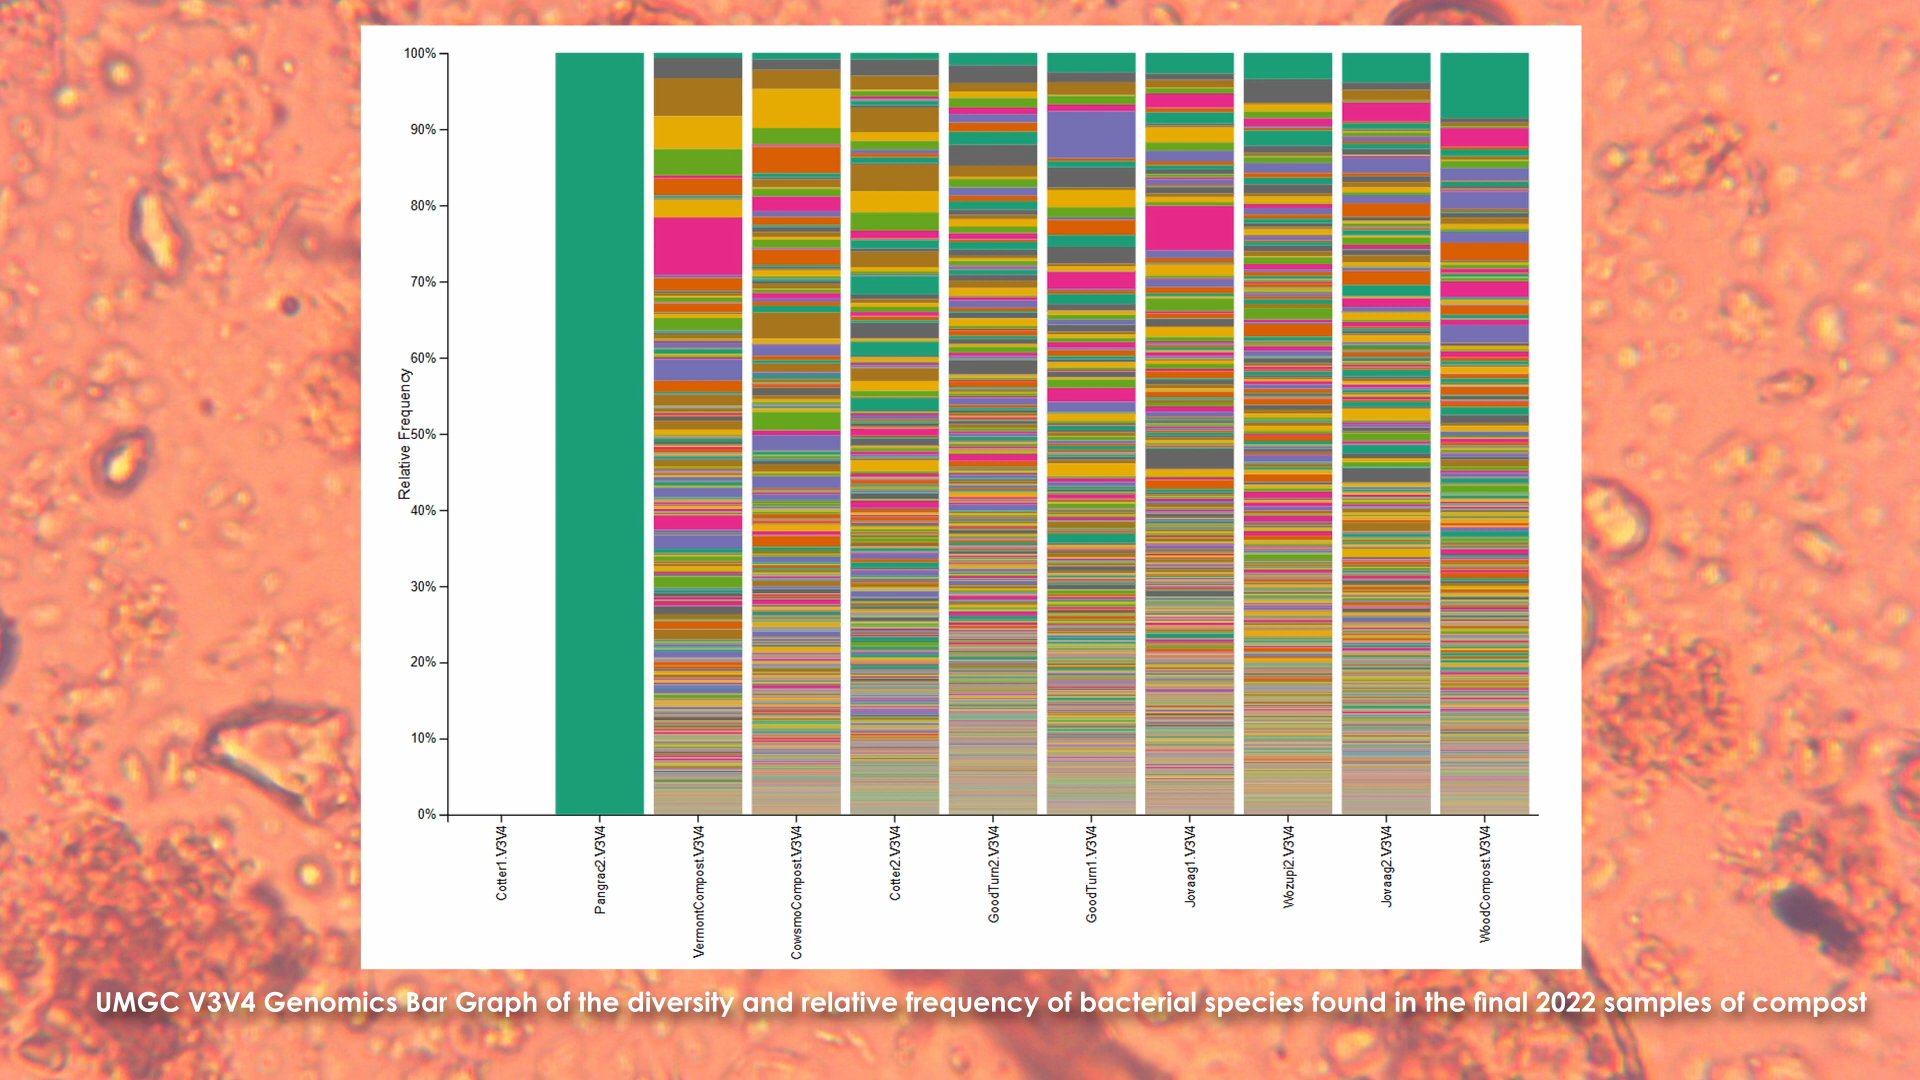 100%
90%
80%
70%
60%
50%
40%
30%
20%
10%
0%
Relative Frequency
Cotter1.V3V4
Pangrac2.V3V4
VermontCompost.V3V4
CowsmoCompost.V3V4
Cotter2.V3V4
GoodTurn2.V3V4
GoodTurn1.V3V4
Jovaag1.V3V4
Wozupi2.V3V4
Jovaag2.V3V4
WoodCompost.V3V4
UMGC V3V4 Genomics Bar Graph of the diversity and relative frequency of bacterial species found in the final 2022 samples of compost